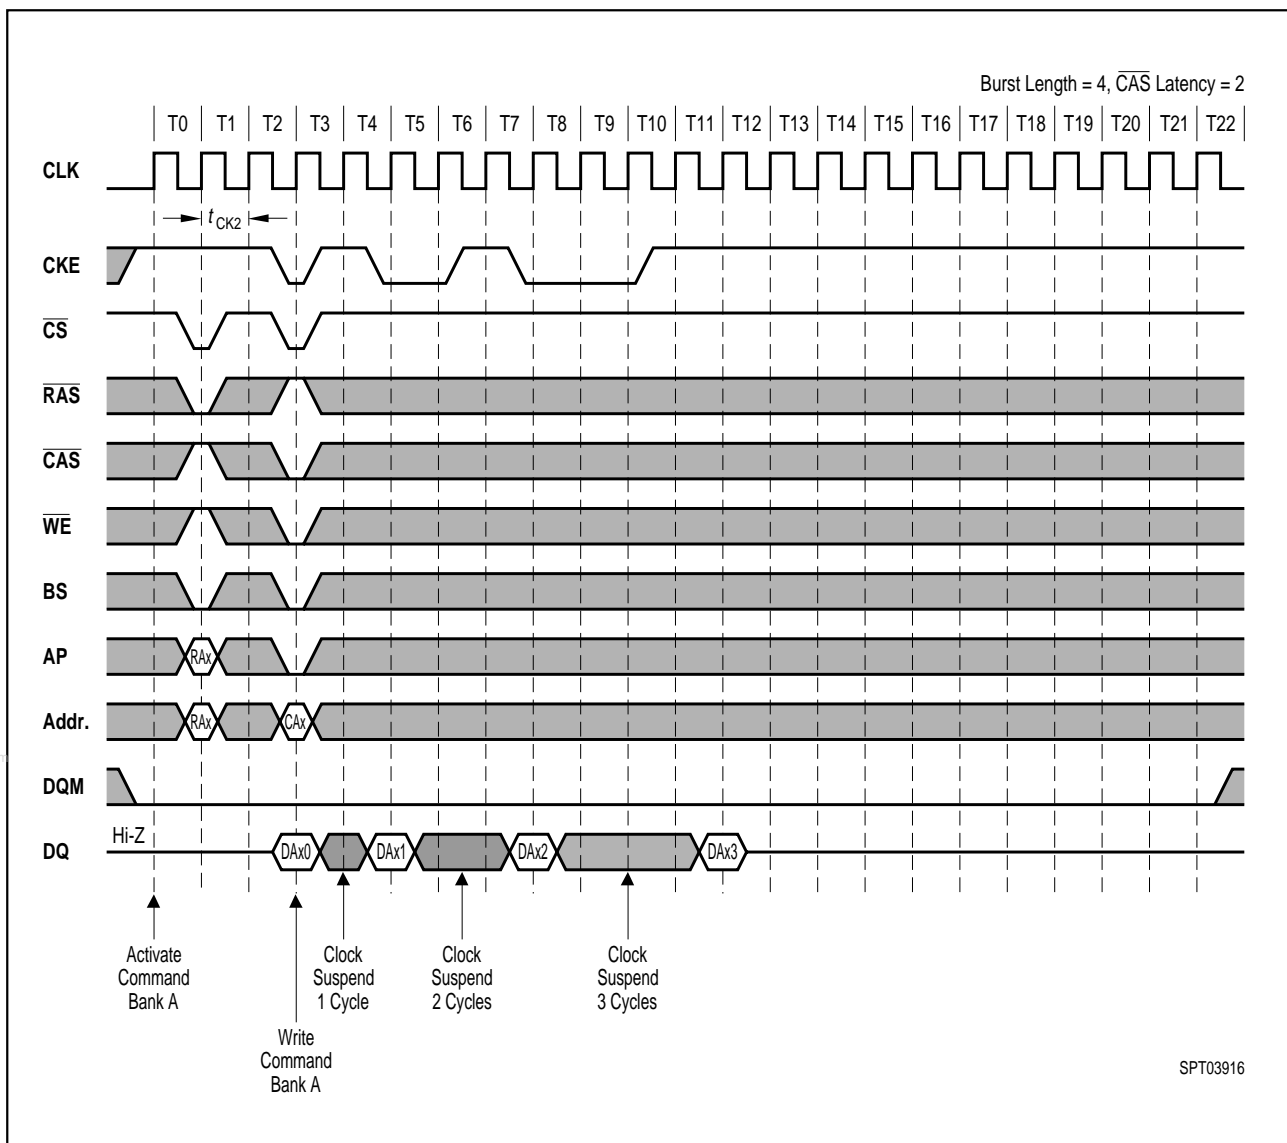 Burst Length = 4, CAS Latency = 2
T0 T1 T2 T3 T4 T5 T6 T7 T8 T9 T10 T11 T12 T13 T14 T15 T16 T17 T18 T19 T20 T21 T22
CLK
t CK2
CKE
CS
RAS
CAS
WE
BS
AP RAx
Addr. RAx CAx
DQM
Hi-Z
DQ DAx0 DAx1 DAx2 DAx3
Activate
Command
Bank A
Write
Command
Bank A
Clock
Suspend
1 Cycle
Clock
Suspend
2 Cycles
Clock
Suspend
3 Cycles
SPT03916